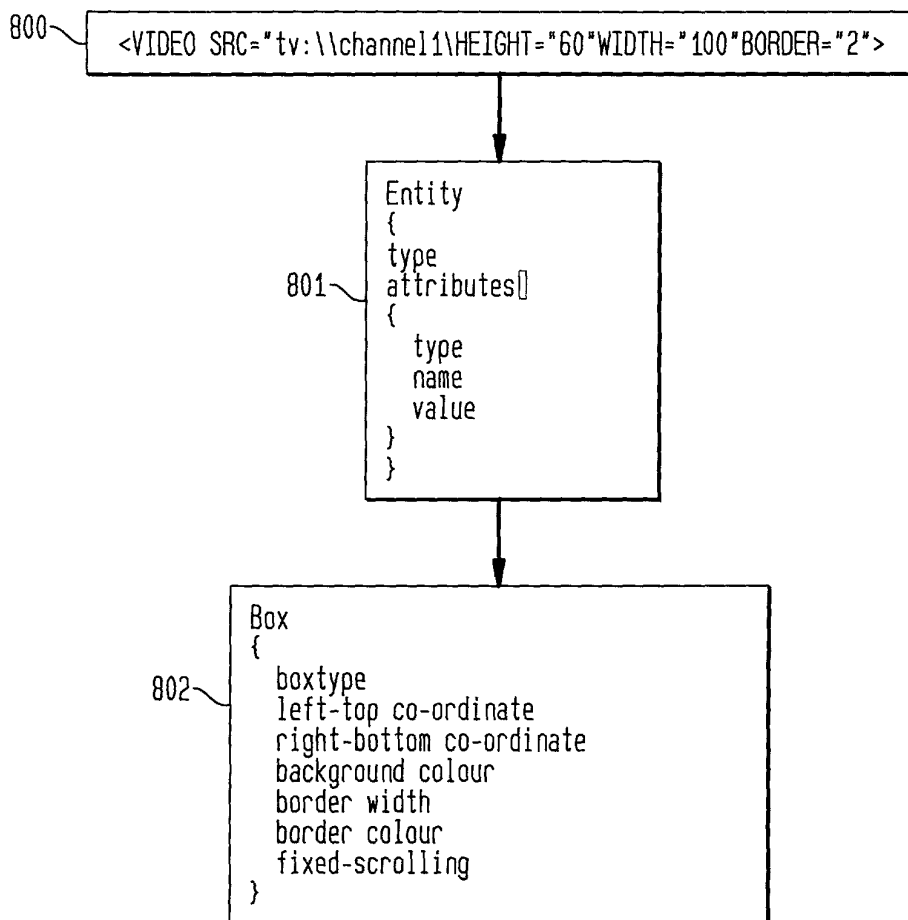 800
<VIDEO SRC="tv:\\channel1\HEIGHT="60"WIDTH="100"BORDER="2">
801
Entity
{
type
attributes[]
{
type
name
value
}
}
802
Box
{
boxtype
left-top co-ordinate
right-bottom co-ordinate
background colour
border width
border colour
fixed-scrolling
}